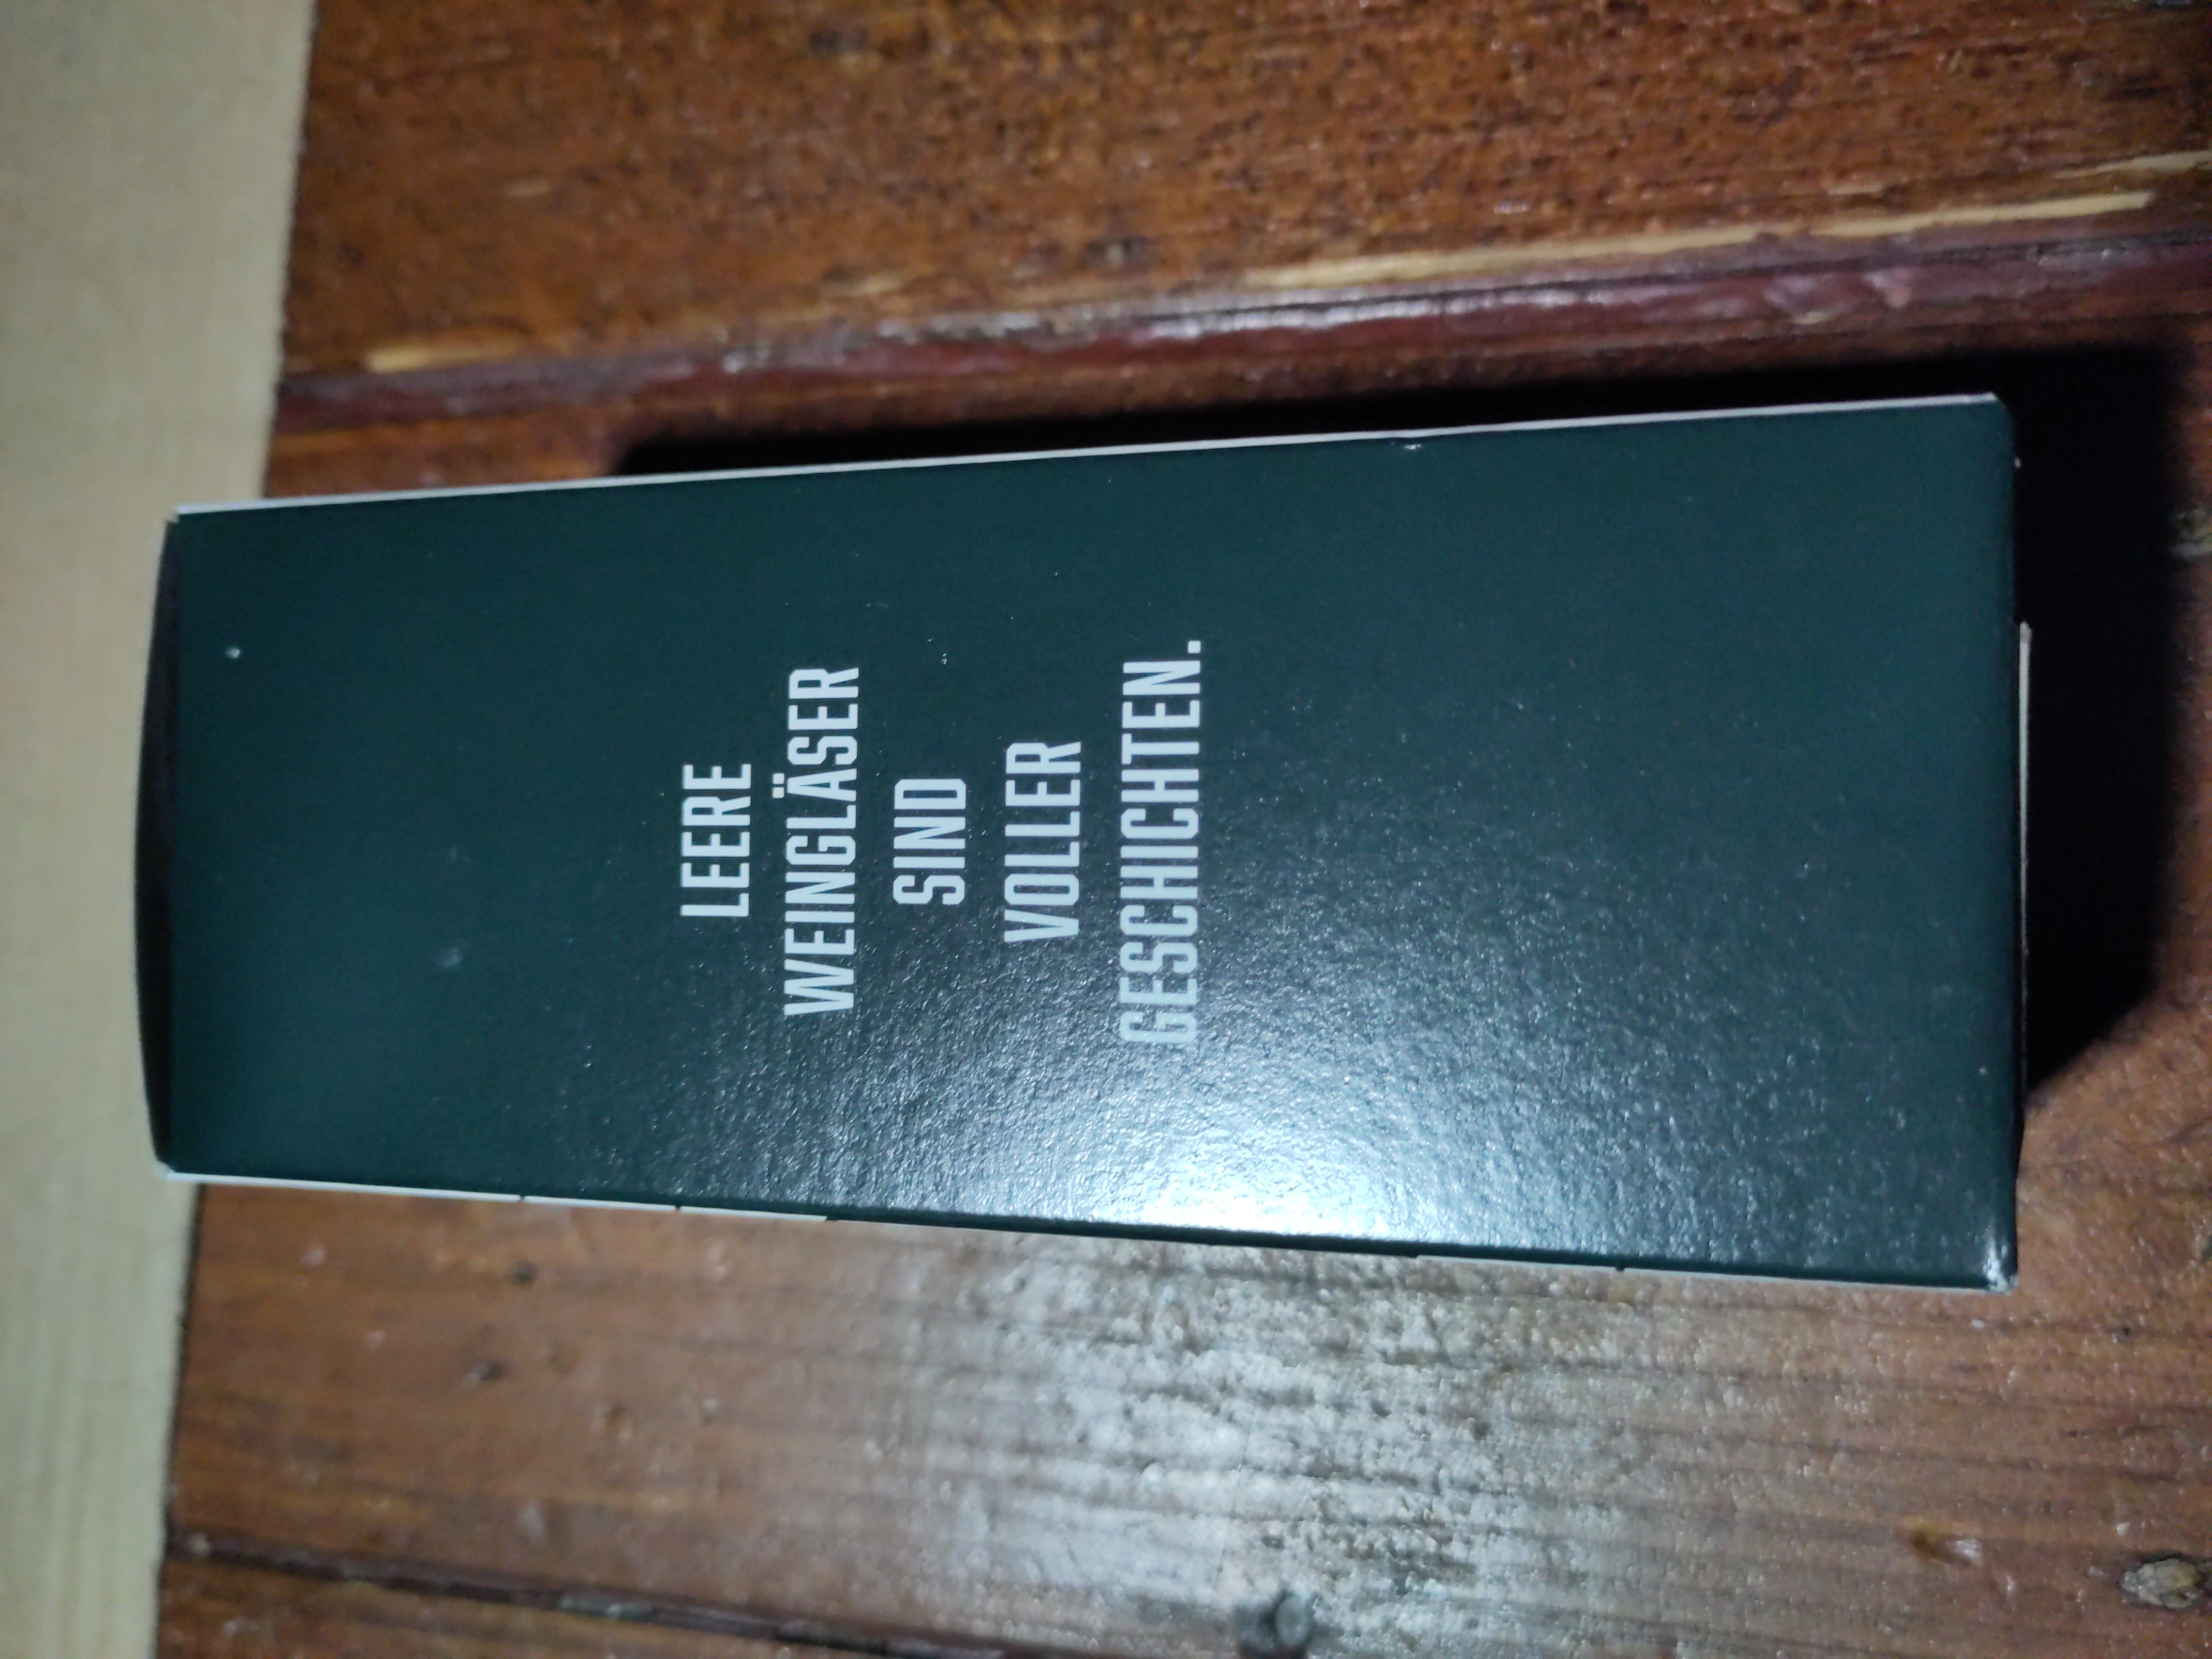 LEERE
WEINGLÄSER
SIND
VOLLER
GESCHICHTEN.